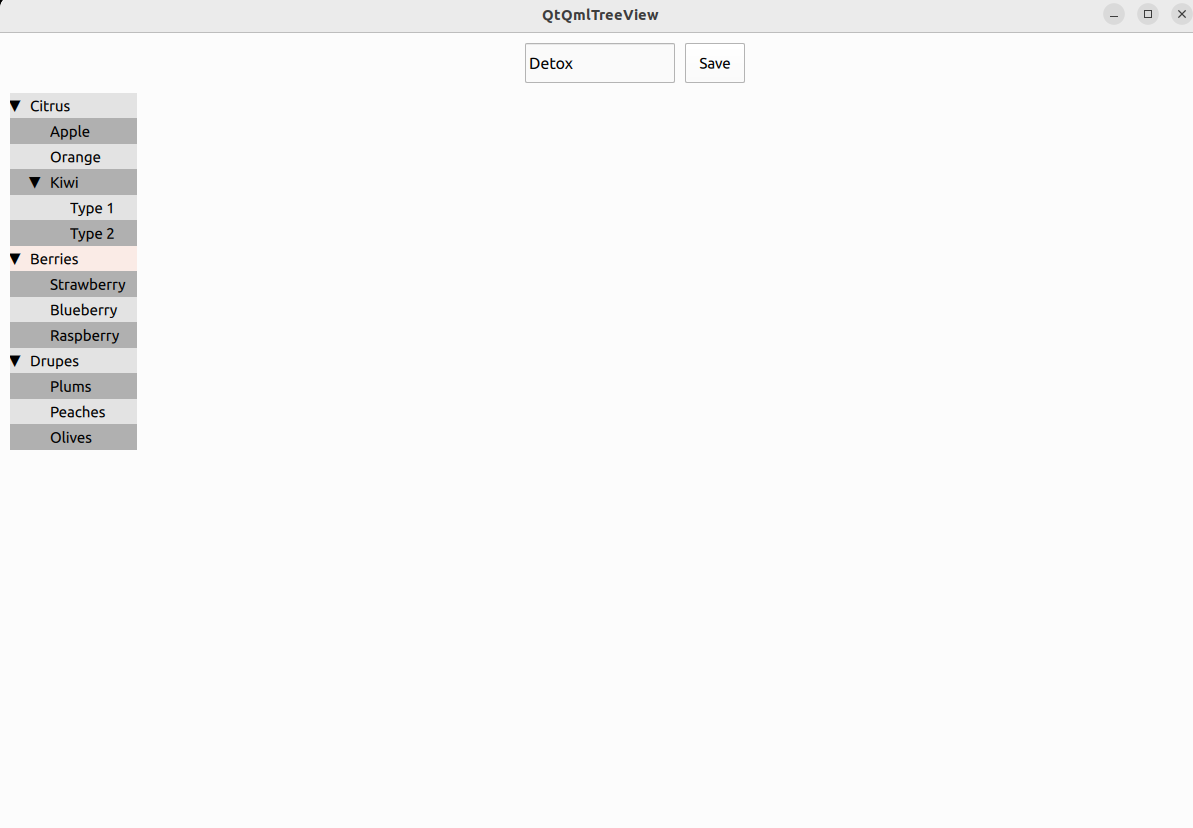 QtQmlTreeView
Detox Save
▼ Citrus
Apple
Orange
▼ Kiwi
Type 1
Type 2
▼ Berries
Strawberry
Blueberry
Raspberry
▼ Drupes
Plums
Peaches
Olives